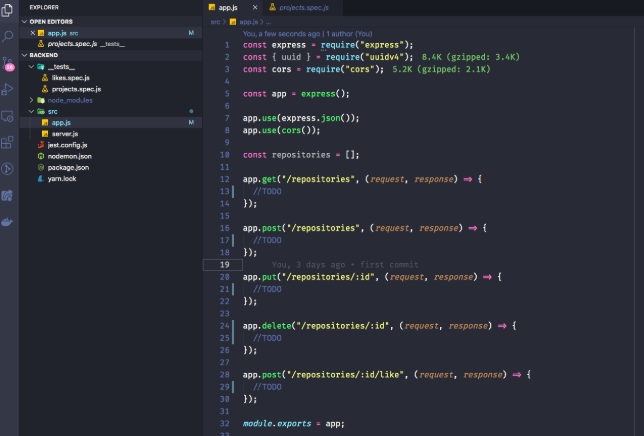 EXPLORER
OPEN EDITORS
app.js src M
projects.spec.js __tests__
BACKEND
__tests__
likes.spec.js
projects.spec.js
node_modules
src
app.js M
server.js
jest.config.js
nodemon.json
package.json
yarn.lock
app.js
projects.spec.js
src > app.js > ...
You, a few seconds ago | 1 author (You)
1 const express = require("express");
2 const { uuid } = require("uuidv4"); 8.4K (gzipped: 3.4K)
3 const cors = require("cors"); 5.2K (gzipped: 2.1K)
4
5 const app = express();
6
7 app.use(express.json());
8 app.use(cors());
9
10 const repositories = [];
11
12 app.get("/repositories", (request, response) => {
13 //TODO
14 });
15
16 app.post("/repositories", (request, response) => {
17 //TODO
18 });
19 You, 3 days ago • first commit
20 app.put("/repositories/:id", (request, response) => {
21 //TODO
22 });
23
24 app.delete("/repositories/:id", (request, response) => {
25 //TODO
26 });
27
28 app.post("/repositories/:id/like", (request, response) => {
29 //TODO
30 });
31
32 module.exports = app;
33